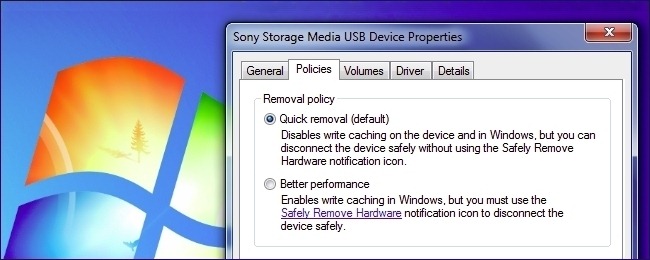 Sony Storage Media USB Device Properties
General Policies Volumes Driver Details
Removal policy
Quick removal (default)
Disables write caching on the device and in Windows, but you can
disconnect the device safely without using the Safely Remove
Hardware notification icon.
Better performance
Enables write caching in Windows, but you must use the
Safely Remove Hardware notification icon to disconnect the
device safely.